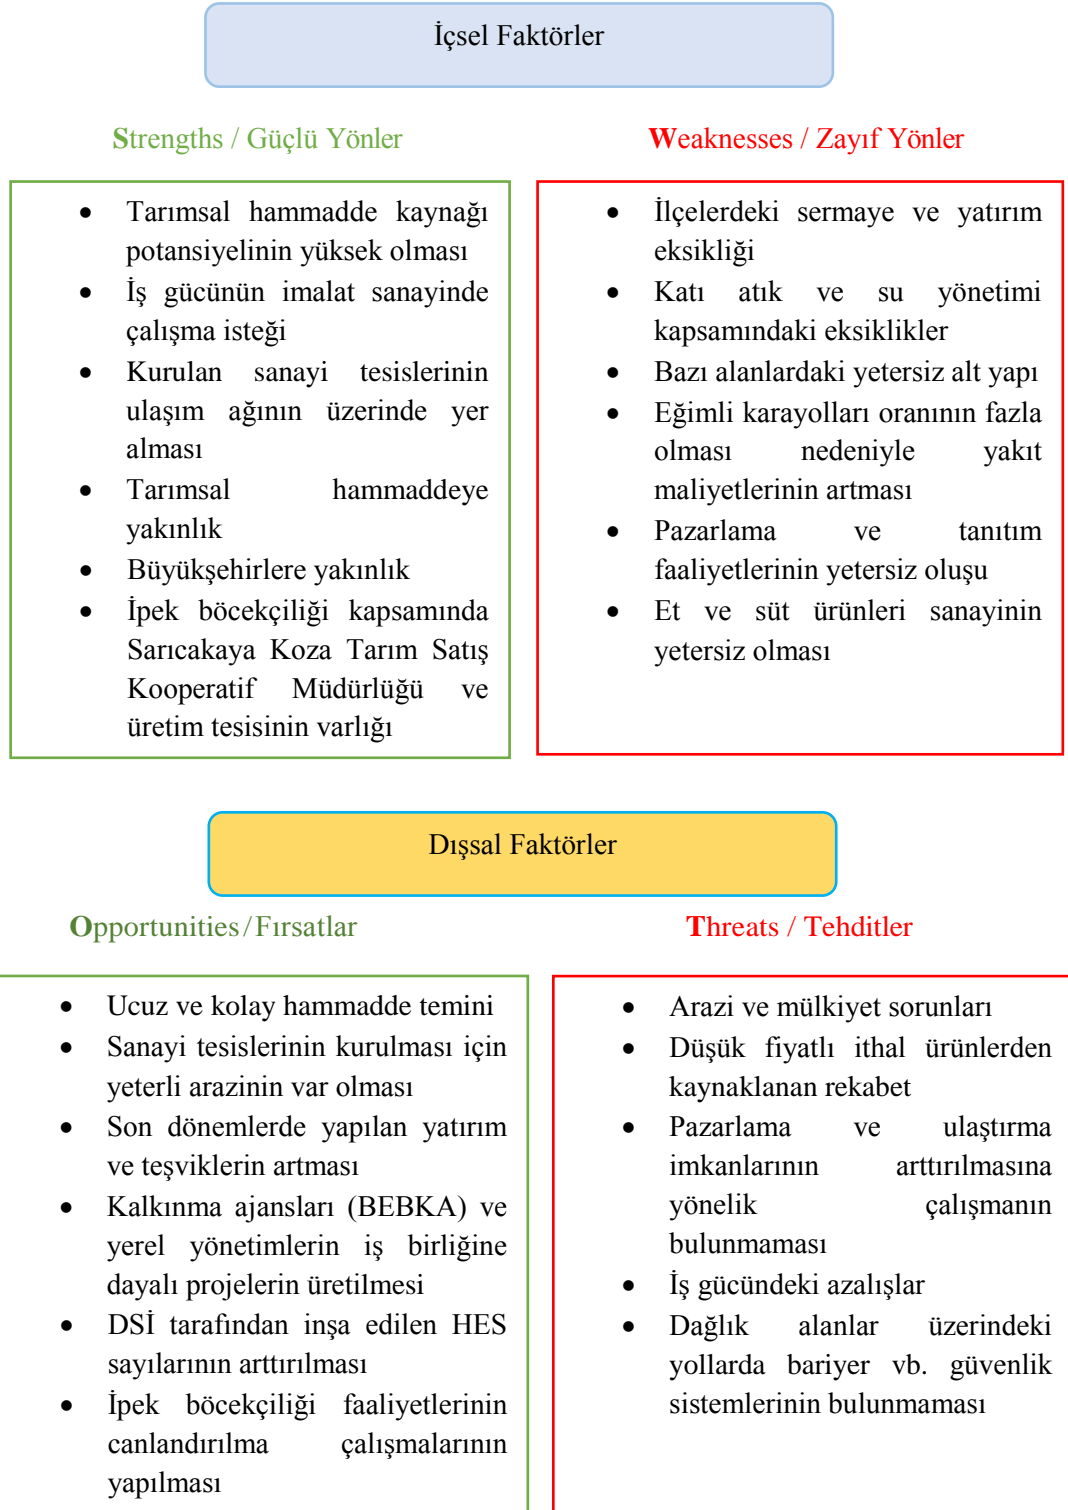 İçsel Faktörler
Strengths / Güçlü Yönler
• Tarımsal hammadde kaynağı
potansiyelinin yüksek olması
• İş gücünün imalat sanayinde
çalışma isteği
• Kurulan sanayi tesislerinin
ulaşım ağının üzerinde yer
alması
• Tarımsal hammaddeye
yakınlık
• Büyükşehirlere yakınlık
• İpek böcekçiliği kapsamında
Sarıcakaya Koza Tarım Satış
Kooperatif Müdürlüğü ve
üretim tesisinin varlığı
Weaknesses / Zayıf Yönler
• İlçelerdeki sermaye ve yatırım
eksikliği
• Katı atık ve su yönetimi
kapsamındaki eksiklikler
• Bazı alanlardaki yetersiz alt yapı
• Eğimli karayolları oranının fazla
olması nedeniyle yakıt
maliyetlerinin artması
• Pazarlama ve tanıtım
faaliyetlerinin yetersiz oluşu
• Et ve süt ürünleri sanayinin
yetersiz olması
Dışsal Faktörler
Opportunities / Fırsatlar
• Ucuz ve kolay hammadde temini
• Sanayi tesislerinin kurulması için
yeterli arazinin var olması
• Son dönemlerde yapılan yatırım
ve teşviklerin artması
• Kalkınma ajansları (BEBKA) ve
yerel yönetimlerin iş birliğine
dayalı projelerin üretilmesi
• DSİ tarafından inşa edilen HES
sayılarının arttırılması
• İpek böcekçiliği faaliyetlerinin
canlandırılma çalışmalarının
yapılması
Threats / Tehditler
• Arazi ve mülkiyet sorunları
• Düşük fiyatlı ithal ürünlerden
kaynaklanan rekabet
• Pazarlama ve ulaştırma
imkanlarının arttırılmasına
yönelik çalışmanın
bulunmaması
• İş gücündeki azalışlar
• Dağlık alanlar üzerindeki
yollarda bariyer vb. güvenlik
sistemlerinin bulunmaması